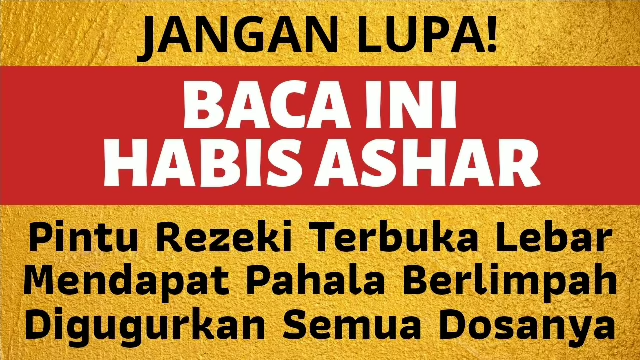 JANGAN LUPA!
BACA INI
HABIS ASHAR
Pintu Rezeki Terbuka Lebar
Mendapat Pahala Berlimpah
Digugurkan Semua Dosanya